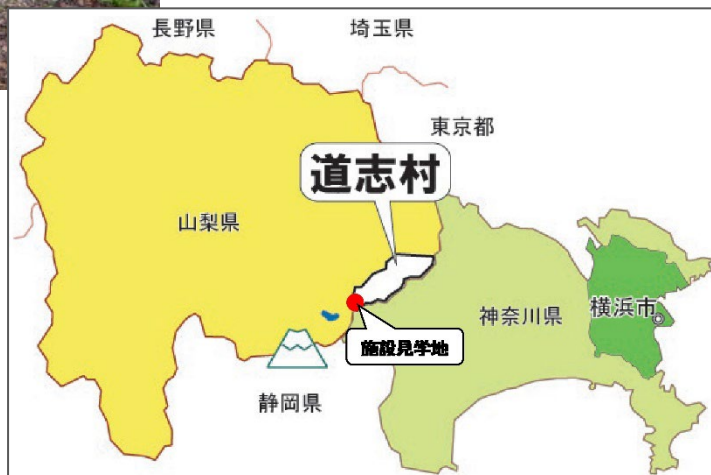 長野県
埼玉県
東京都
道志村
山梨県
神奈川県
横浜市
施設見学地
静岡県